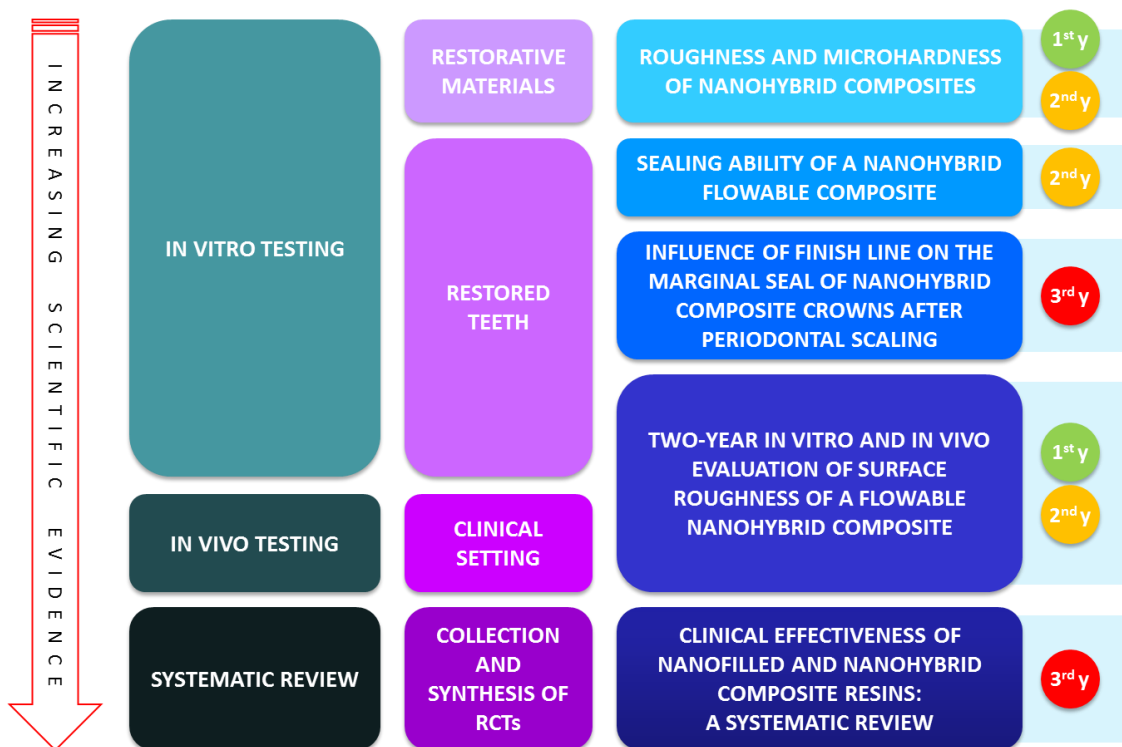 INCREASING SCIENTIFIC EVIDENCE
IN VITRO TESTING
RESTORATIVE
MATERIALS
ROUGHNESS AND MICROHARDNESS
OF NANOHYBRID COMPOSITES
1st y
2nd y
RESTORED
TEETH
SEALING ABILITY OF A NANOHYBRID
FLOWABLE COMPOSITE
2nd y
INFLUENCE OF FINISH LINE ON THE
MARGINAL SEAL OF NANOHYBRID
COMPOSITE CROWNS AFTER
PERIODONTAL SCALING
3rd y
TWO-YEAR IN VITRO AND IN VIVO
EVALUATION OF SURFACE
ROUGHNESS OF A FLOWABLE
NANOHYBRID COMPOSITE
1st y
2nd y
IN VIVO TESTING
CLINICAL
SETTING
SYSTEMATIC REVIEW
COLLECTION
AND
SYNTHESIS OF
RCTs
CLINICAL EFFECTIVENESS OF
NANOFILLED AND NANOHYBRID
COMPOSITE RESINS:
A SYSTEMATIC REVIEW
3rd y